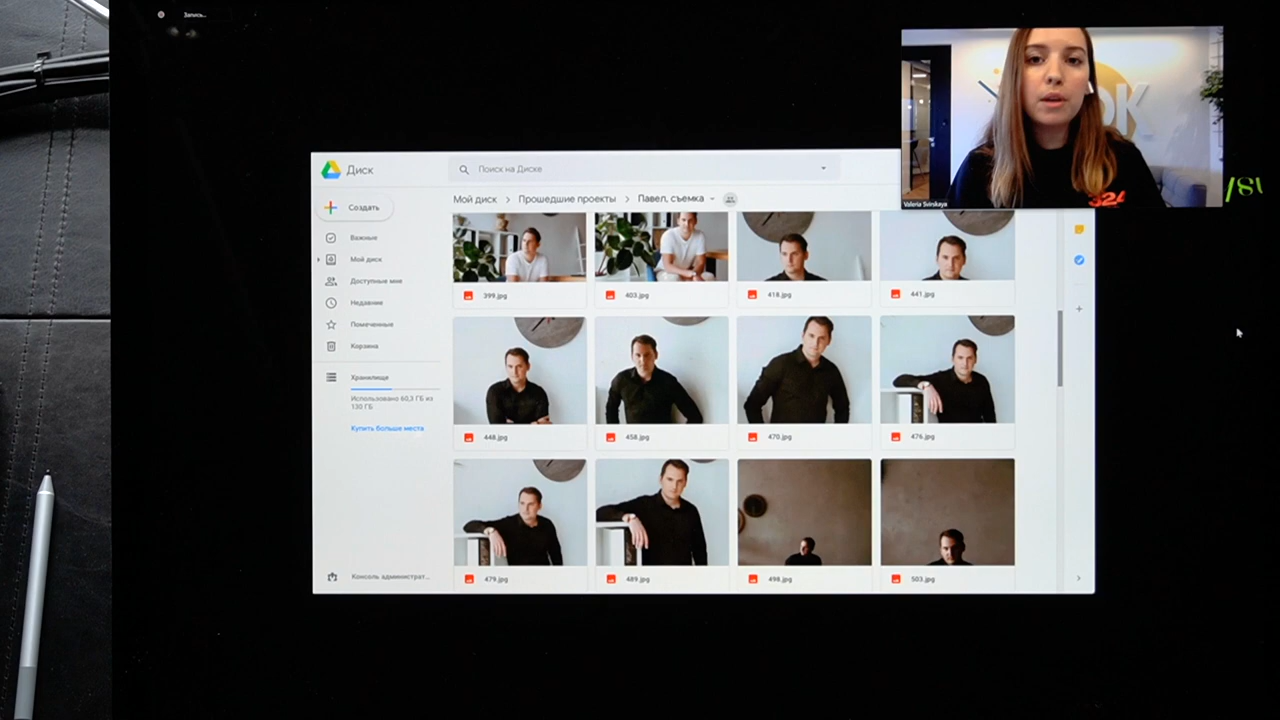 Запись...
Диск
Поиск на Диске
Valeria Svirskaya
324
Создать
Мой диск
Прошедшие проекты
Павел, съемка
Важные
Мой диск
Доступные мне
Недавние
Помеченные
Корзина
Хранилище
Использовано 60,3 ГБ из
130 ГБ
Купить больше места
Консоль администрат...
399.jpg
403.jpg
418.jpg
441.jpg
448.jpg
458.jpg
470.jpg
476.jpg
479.jpg
489.jpg
498.jpg
503.jpg